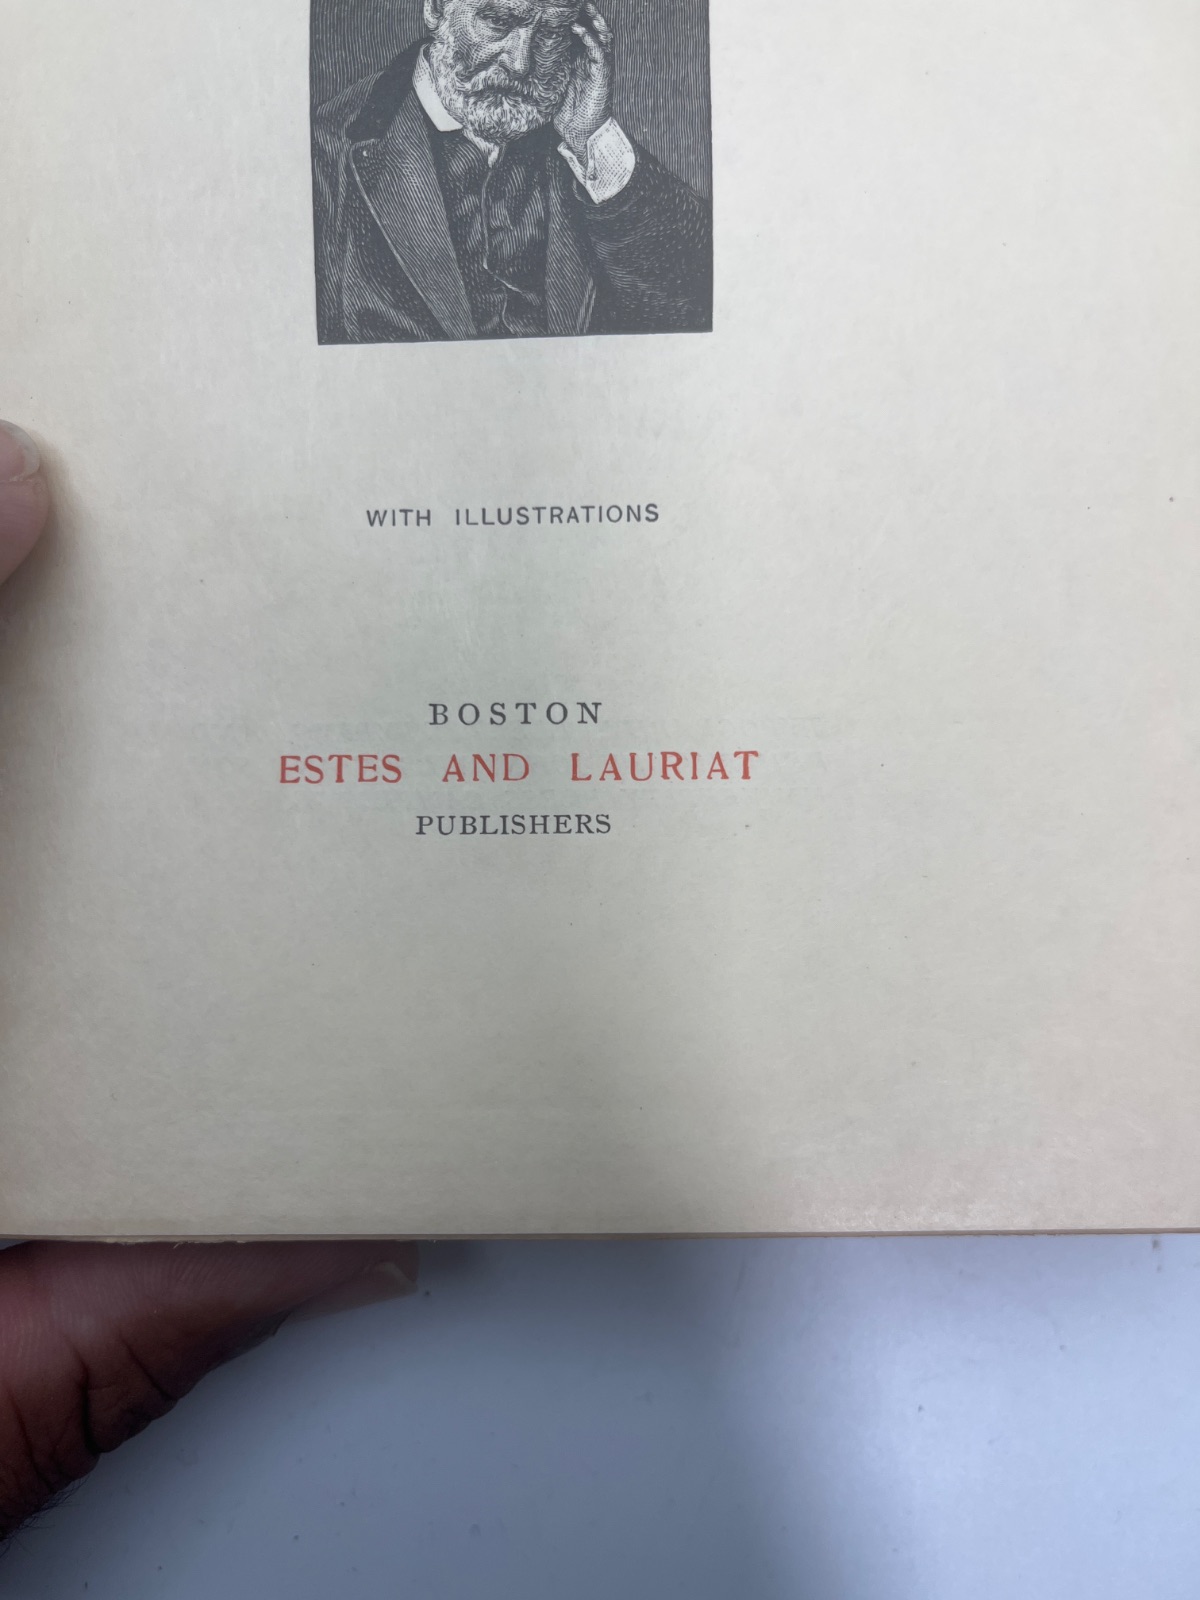 WITH ILLUSTRATIONS
BOSTON
ESTES AND LAURIAT
PUBLISHERS